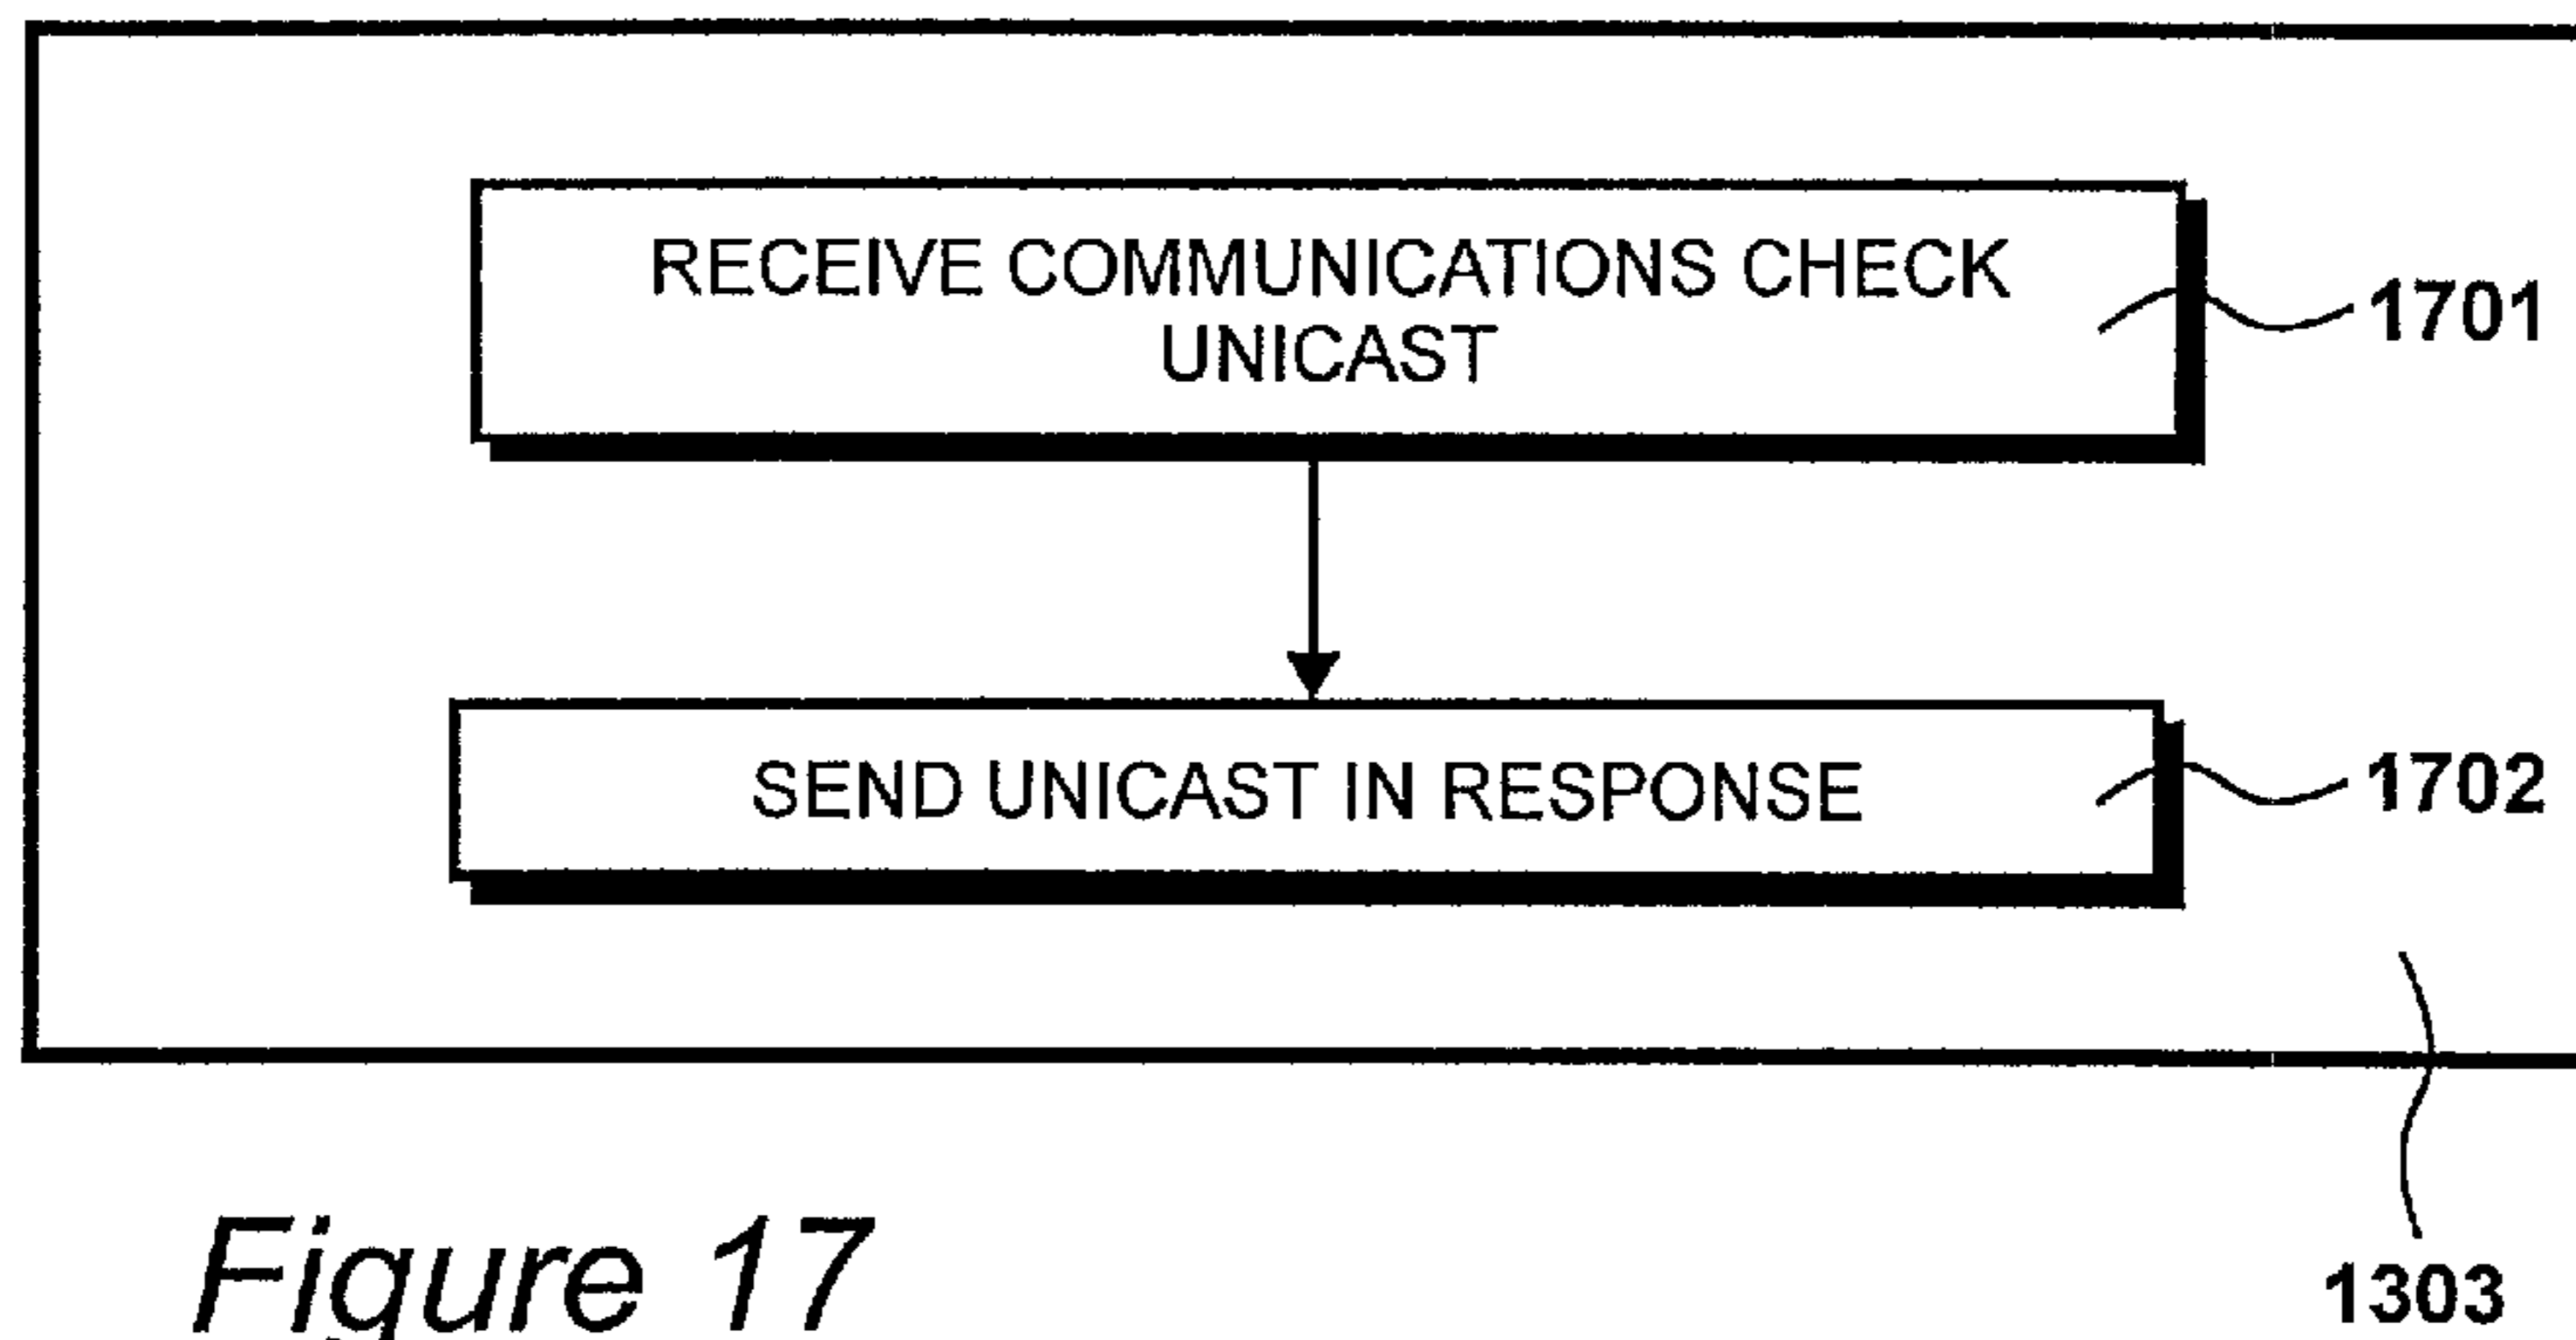 RECEIVE COMMUNICATIONS CHECK
UNICAST
1701
SEND UNICAST IN RESPONSE
1702
1303
Figure 17